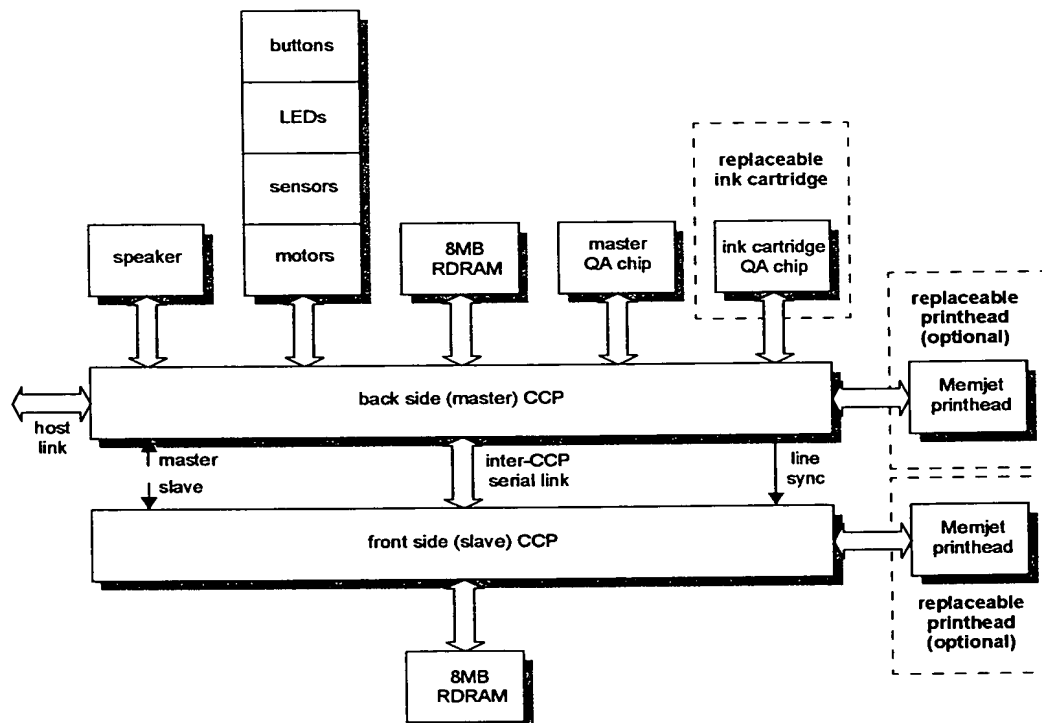 buttons
LEDs
sensors
motors
replaceable
ink cartridge
speaker
8MB
RDRAM
master
QA chip
ink cartridge
QA chip
replaceable
printhead
(optional)
back side (master) CCP
Memjet
printhead
host
link
master
slave
inter-CCP
serial link
line
sync
front side (slave) CCP
Memjet
printhead
replaceable
printhead
(optional)
8MB
RDRAM